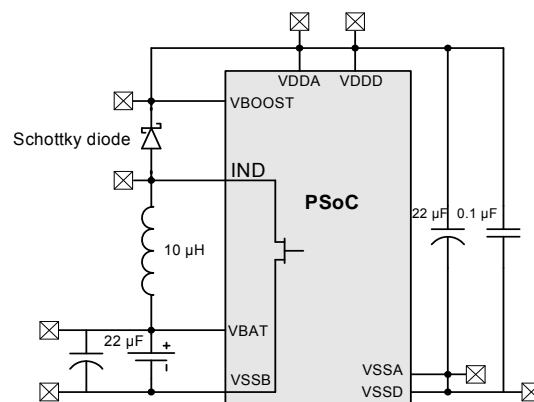 VDDA
VDDD
VBOOST
Schottky diode
IND
PSoC
22 µF
0.1 µF
10 µH
VBAT
22 µF
+
-
VSSB
VSSA
VSSD